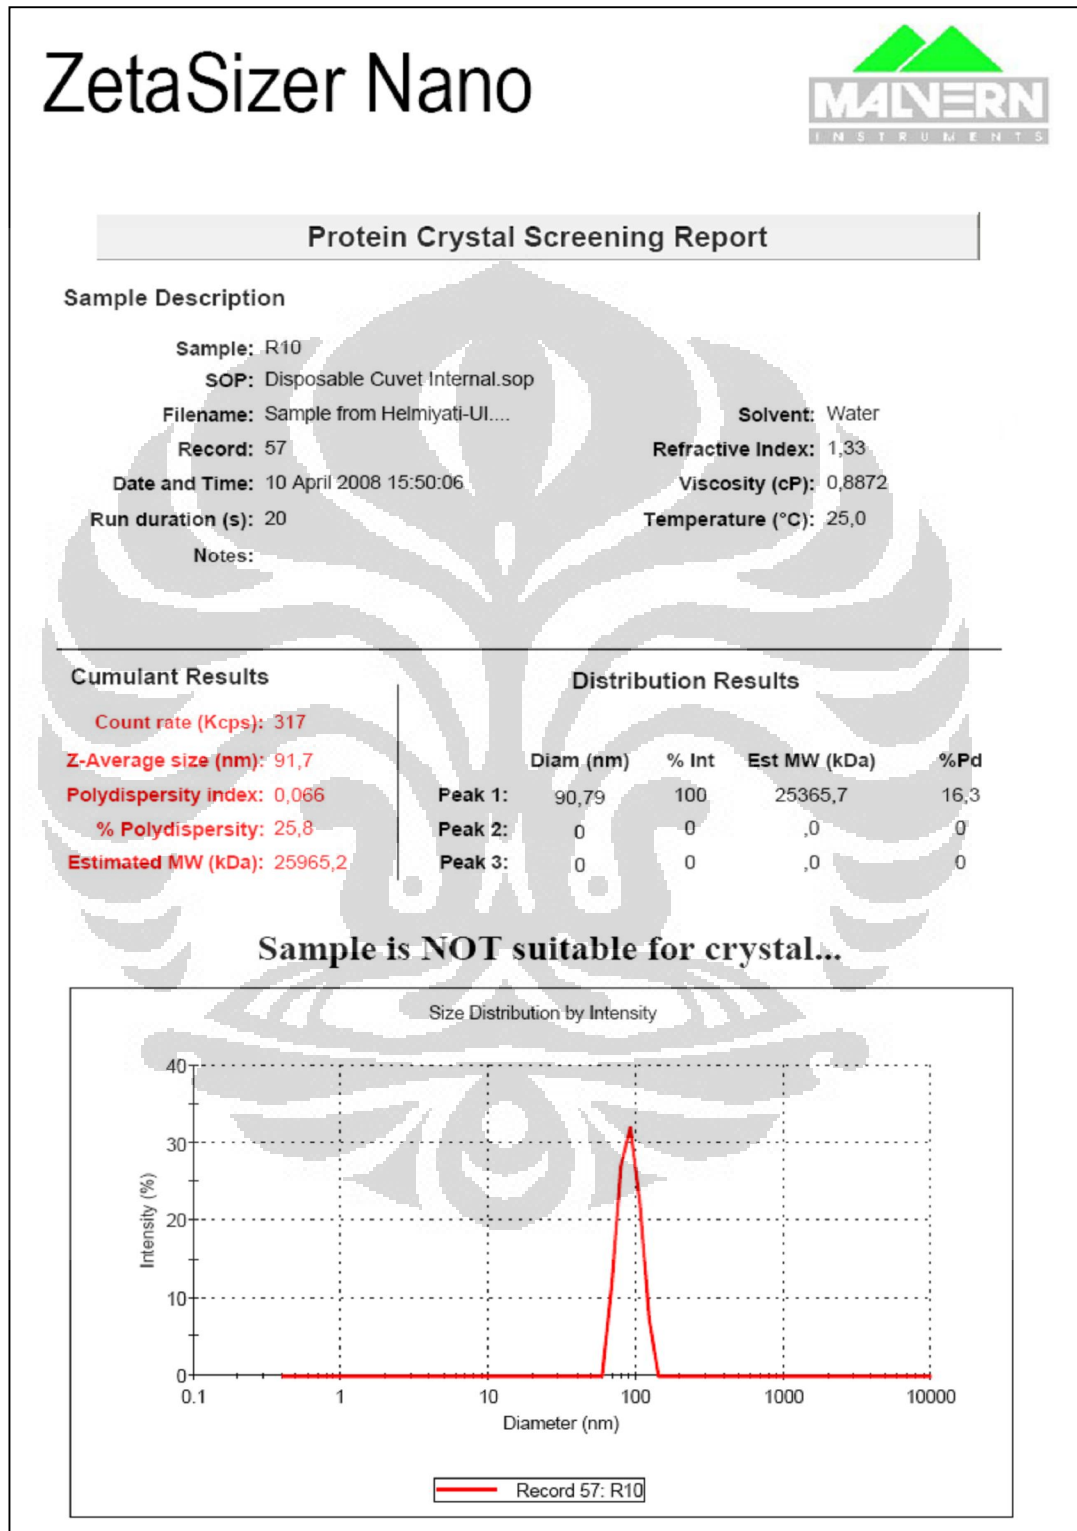 ZetaSizer Nano
MALVERN
INSTRUMENTS
Protein Crystal Screening Report
Sample Description
Sample: R10
SOP: Disposable Cuvet Internal.sop
Filename: Sample from Helmiyati-UI.... Solvent: Water
Record: 57 Refractive Index: 1,33
Date and Time: 10 April 2008 15:50:06 Viscosity (cP): 0,8872
Run duration (s): 20 Temperature (°C): 25,0
Notes:
Cumulant Results
Count rate (Kcps): 317
Z-Average size (nm): 91,7
Polydispersity index: 0,066
% Polydispersity: 25,8
Estimated MW (kDa): 25965,2
Distribution Results
Diam (nm) % Int Est MW (kDa) %Pd
Peak 1: 90,79 100 25365,7 16,3
Peak 2: 0 0 ,0 0
Peak 3: 0 0 ,0 0
Sample is NOT suitable for crystal...
Size Distribution by Intensity
Intensity (%)
40
30
20
10
0
0.1 1 10 100 1000 10000
Diameter (nm)
Record 57: R10